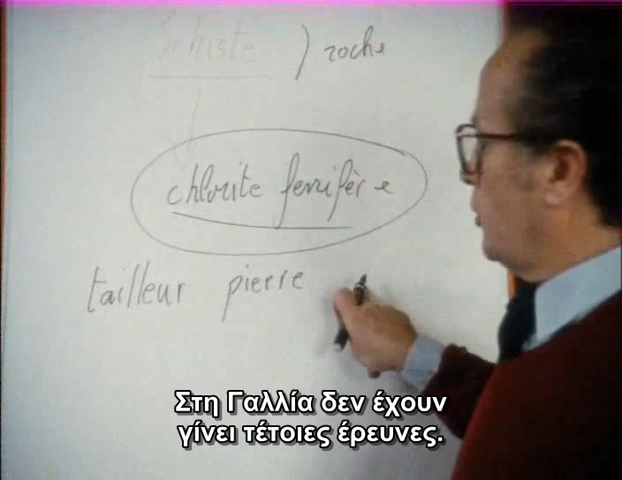 Schiste ) roche
chlorite ferrifère
tailleur pierre
Στη Γαλλία δεν έχουν
γίνει τέτοιες έρευνες.